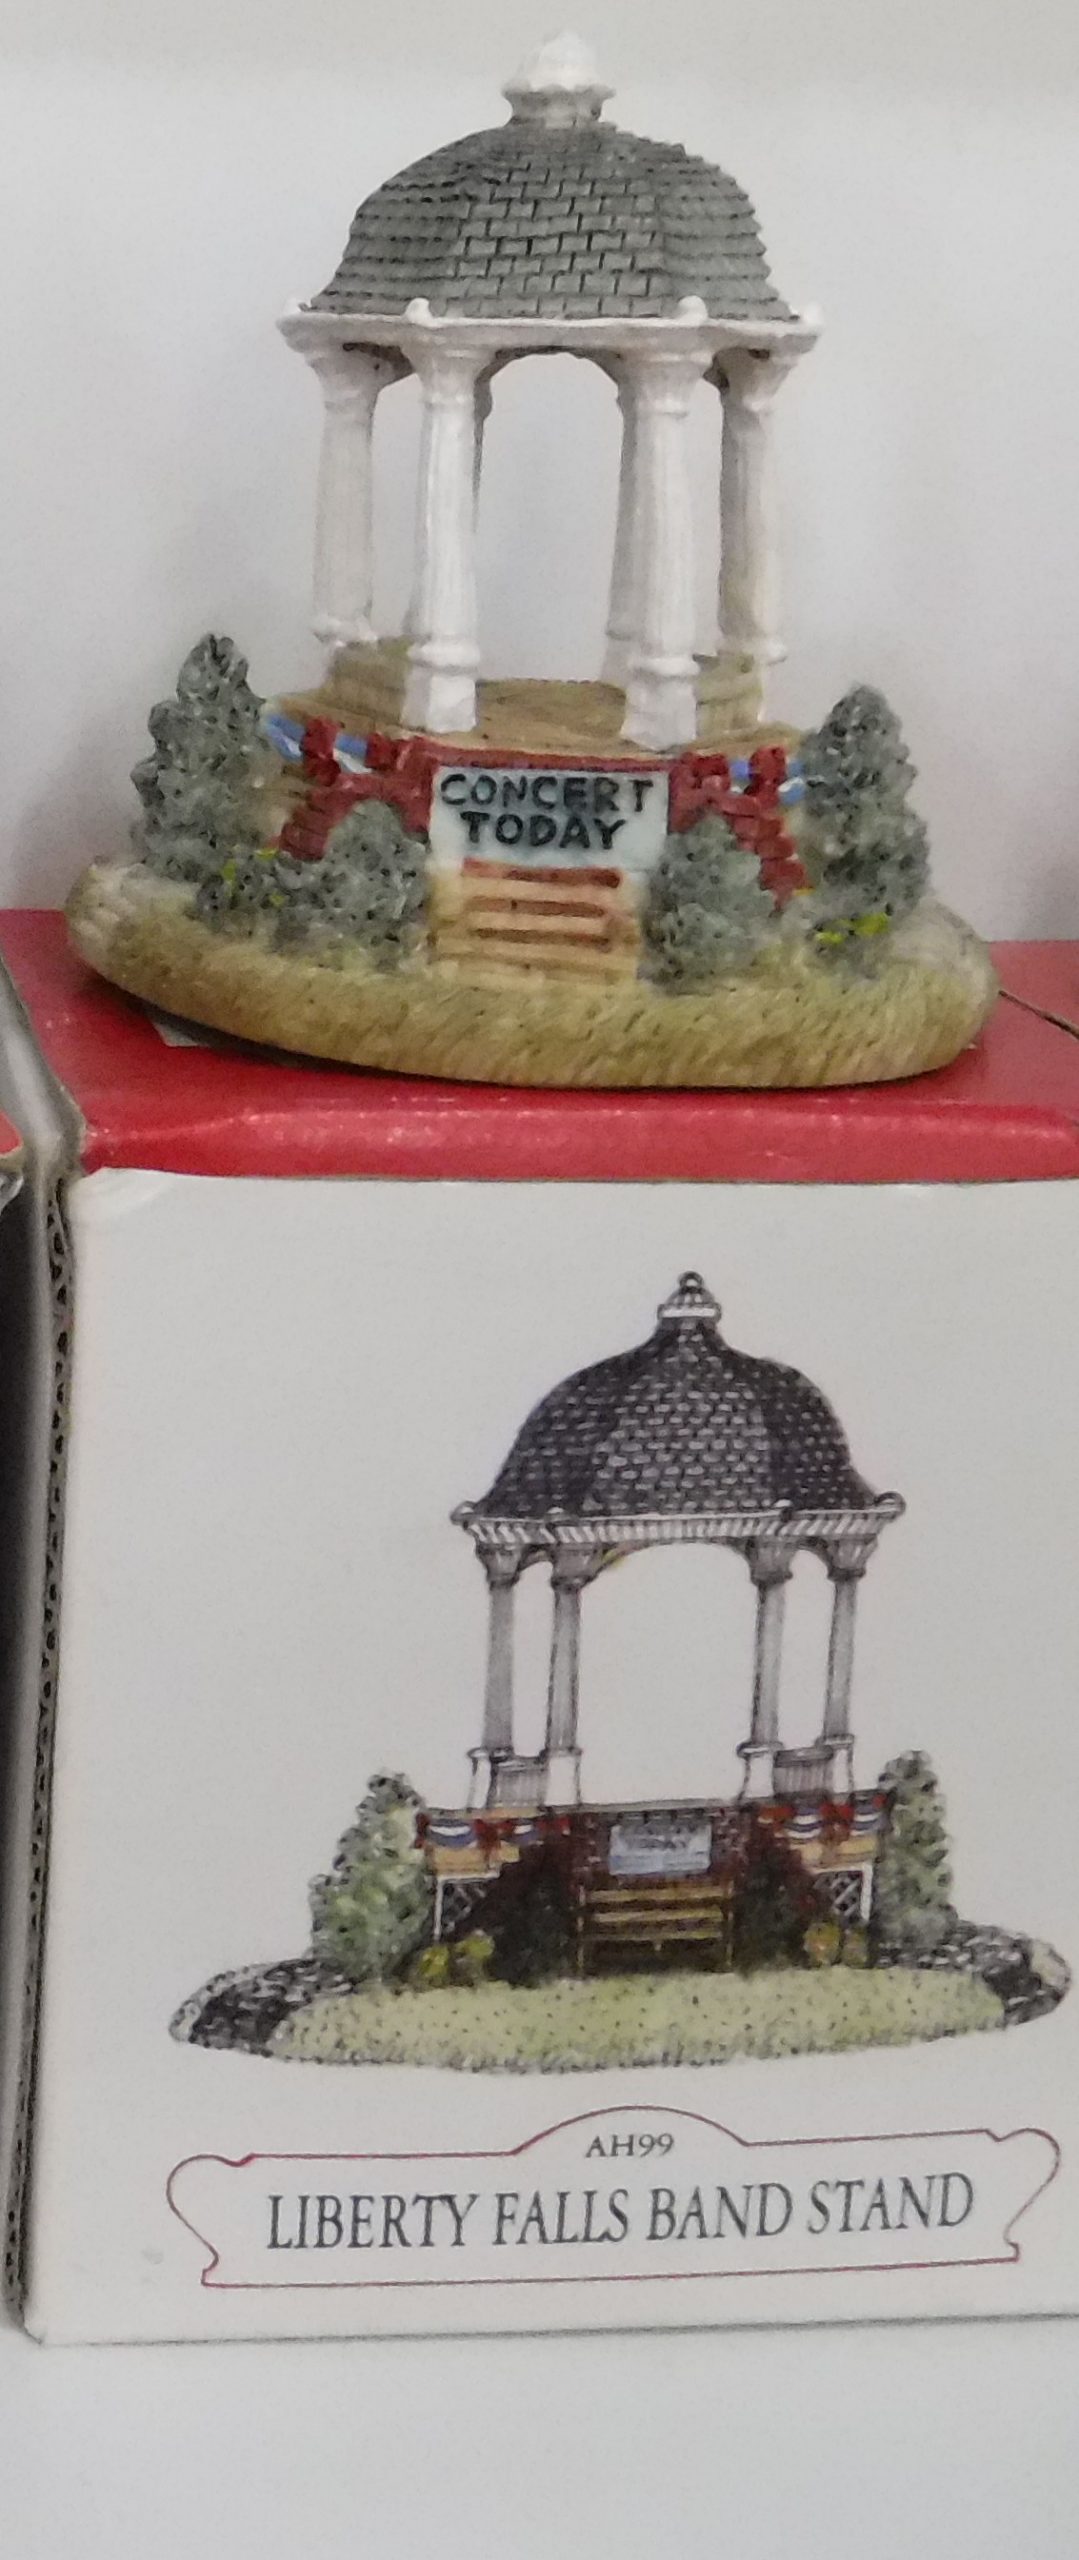 CONCERT
TODAY
AH99
LIBERTY FALLS BAND STAND